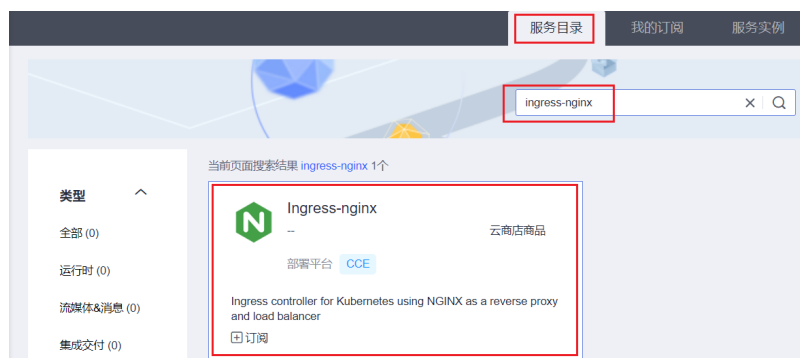 服务目录 我的订阅 服务实例
ingress-nginx
当前页面搜索结果 ingress-nginx 1个
类型
全部 (0)
运行时 (0)
流媒体&消息 (0)
集成交付 (0)
N
Ingress-nginx
--
云商店商品
部署平台 CCE
Ingress controller for Kubernetes using NGINX as a reverse proxy
and load balancer
订阅